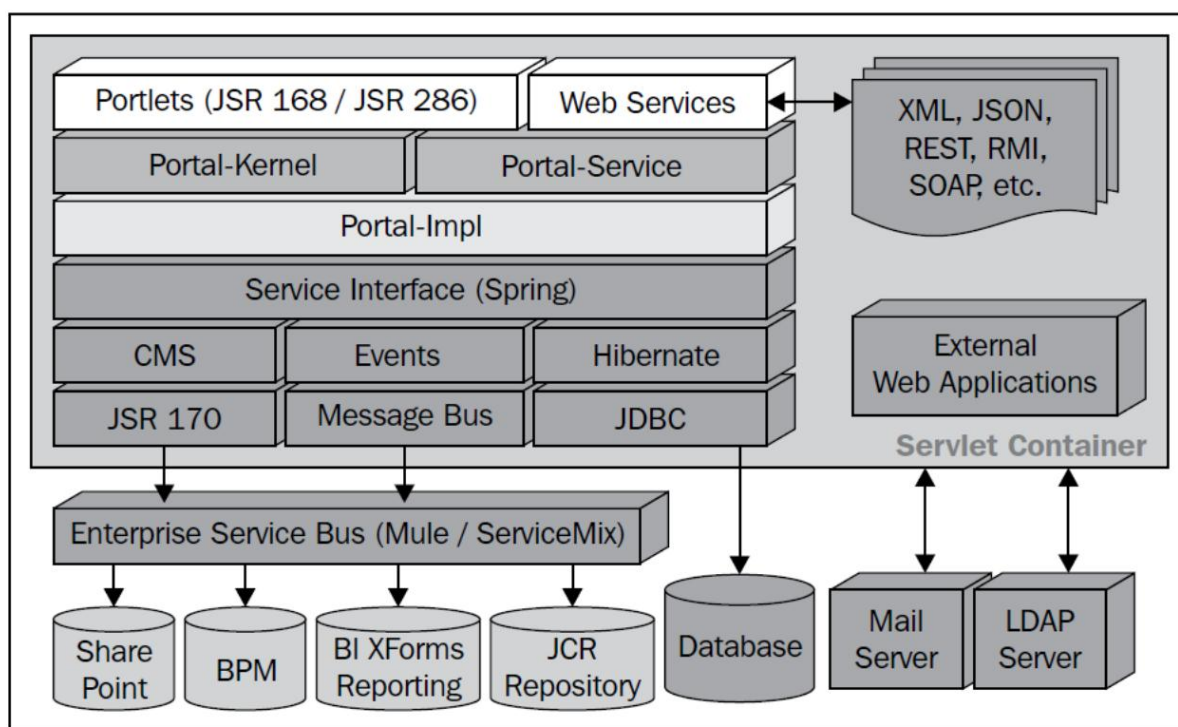 Portlets (JSR 168 / JSR 286)
Web Services
XML, JSON,
REST, RMI,
SOAP, etc.
Portal-Kernel
Portal-Service
Portal-Impl
Service Interface (Spring)
CMS
Events
Hibernate
External
Web Applications
JSR 170
Message Bus
JDBC
Servlet Container
Enterprise Service Bus (Mule / ServiceMix)
Share
Point
BPM
BI XForms
Reporting
JCR
Repository
Database
Mail
Server
LDAP
Server